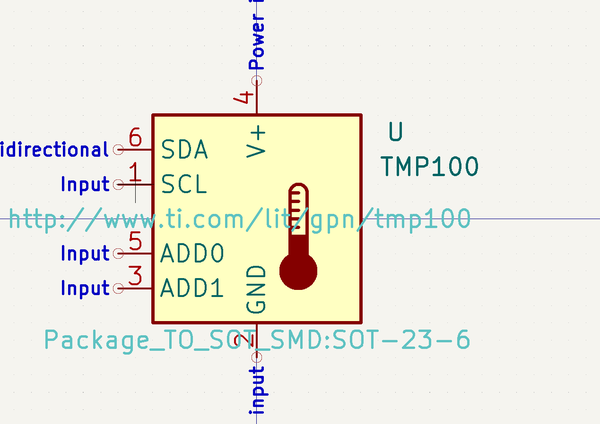 Power i
4
V+
U
TMP100
idirectional
6
SDA
Input
1
SCL
http://www.ti.com/lit/gpn/tmp100
Input
5
ADD0
Input
3
ADD1
GND
Package_TO_SOT_SMD:SOT-23-6
2
input